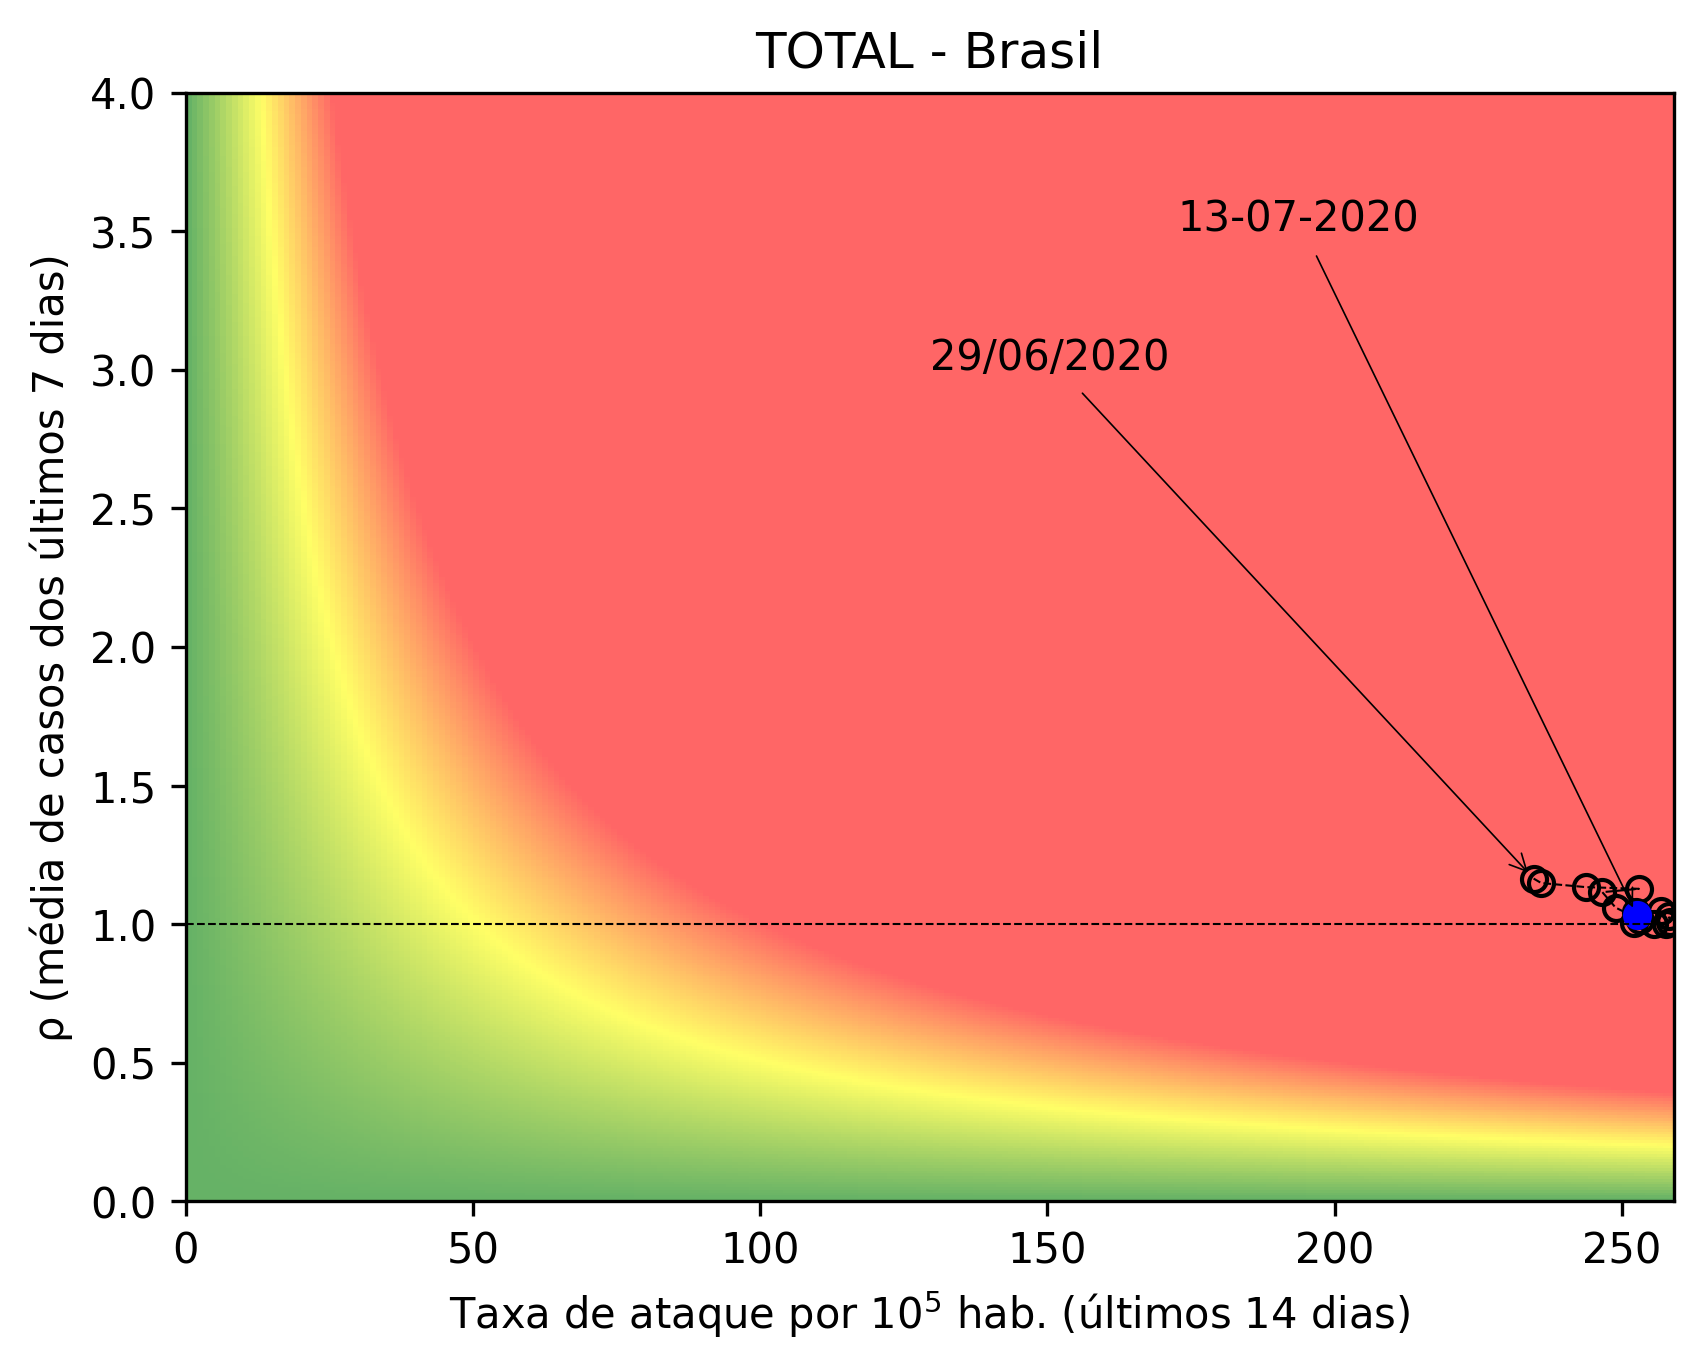 TOTAL - Brasil
4.0
3.5
3.0
2.5
2.0
1.5
1.0
0.5
0.0
ρ (média de casos dos últimos 7 dias)
13-07-2020
29/06/2020
0 50 100 150 200 250
Taxa de ataque por 10⁵ hab. (últimos 14 dias)